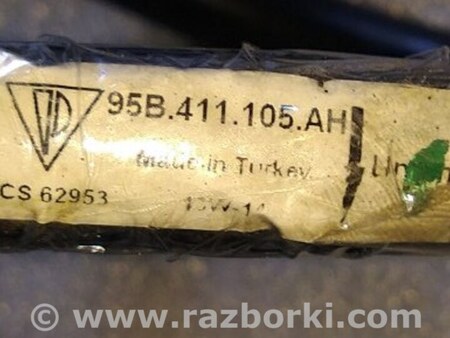 95B.411.105.AH
Made in Turkey
CS 62953
© www.razborki.com